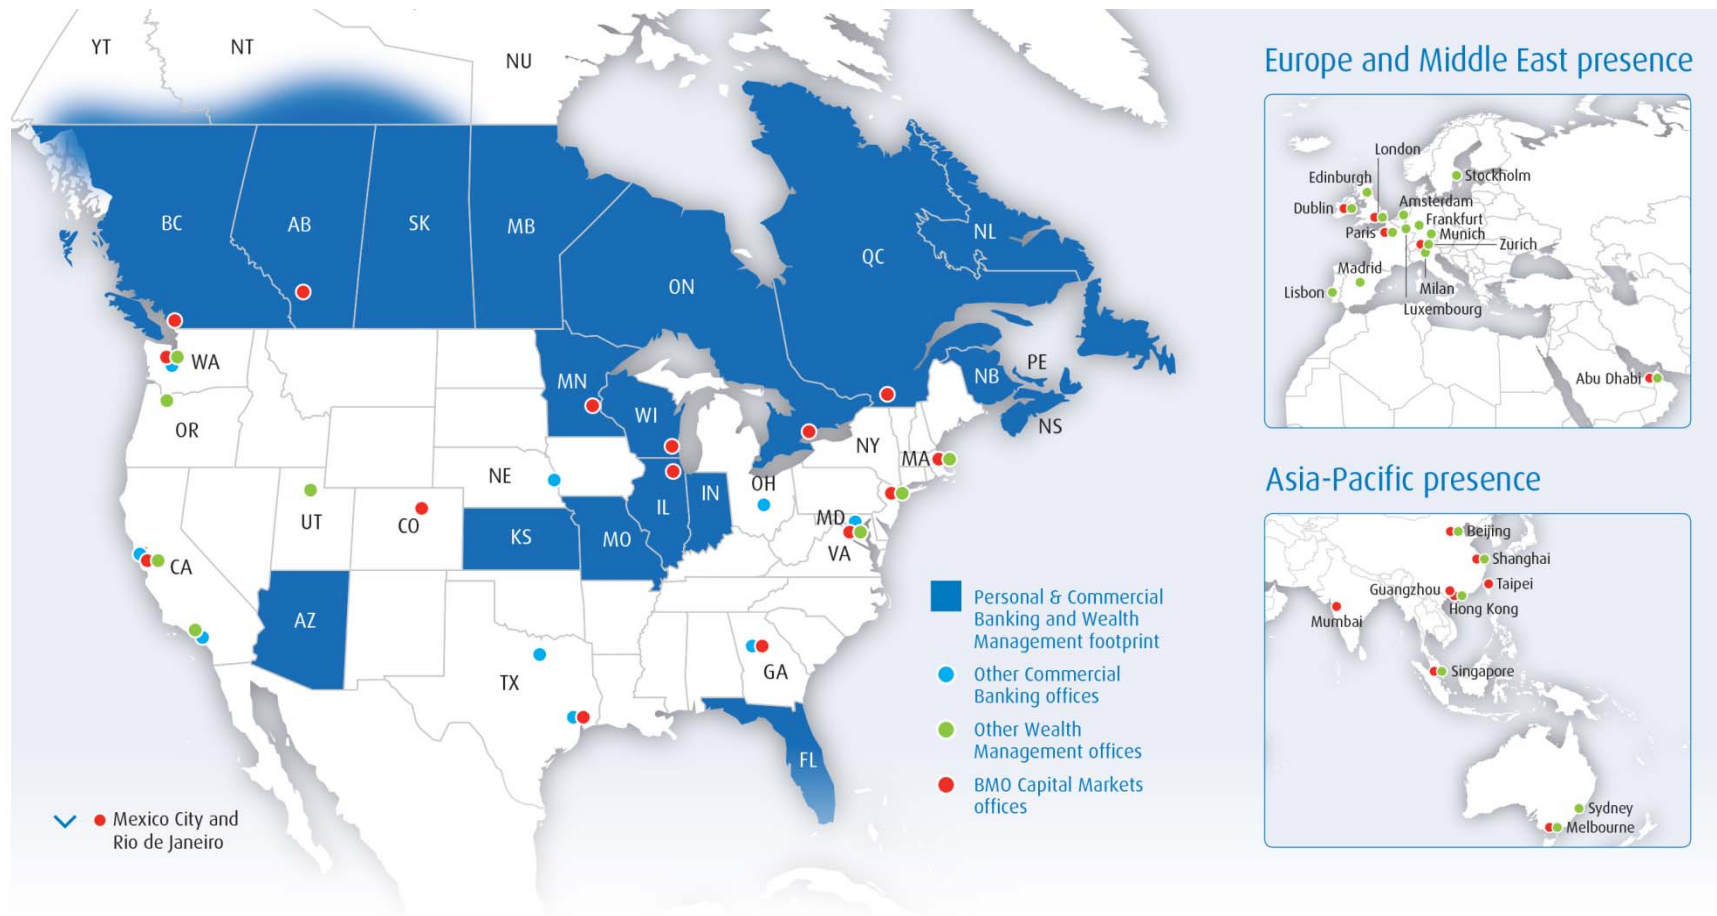 YT
NT
NU
BC
AB
SK
MB
ON
QC
NL
NB
PE
NS
WA
OR
CA
UT
CO
AZ
NE
KS
TX
MN
WI
IL
IN
MO
OH
NY
MA
MD
VA
GA
FL
Personal & Commercial
Banking and Wealth
Management footprint
Other Commercial
Banking offices
Other Wealth
Management offices
BMO Capital Markets
offices
Mexico City and
Rio de Janeiro
Europe and Middle East presence
London
Edinburgh
Stockholm
Dublin
Amsterdam
Frankfurt
Paris
Munich
Zurich
Madrid
Lisbon
Milan
Luxembourg
Abu Dhabi
Asia-Pacific presence
Beijing
Shanghai
Guangzhou
Taipei
Hong Kong
Mumbai
Singapore
Sydney
Melbourne